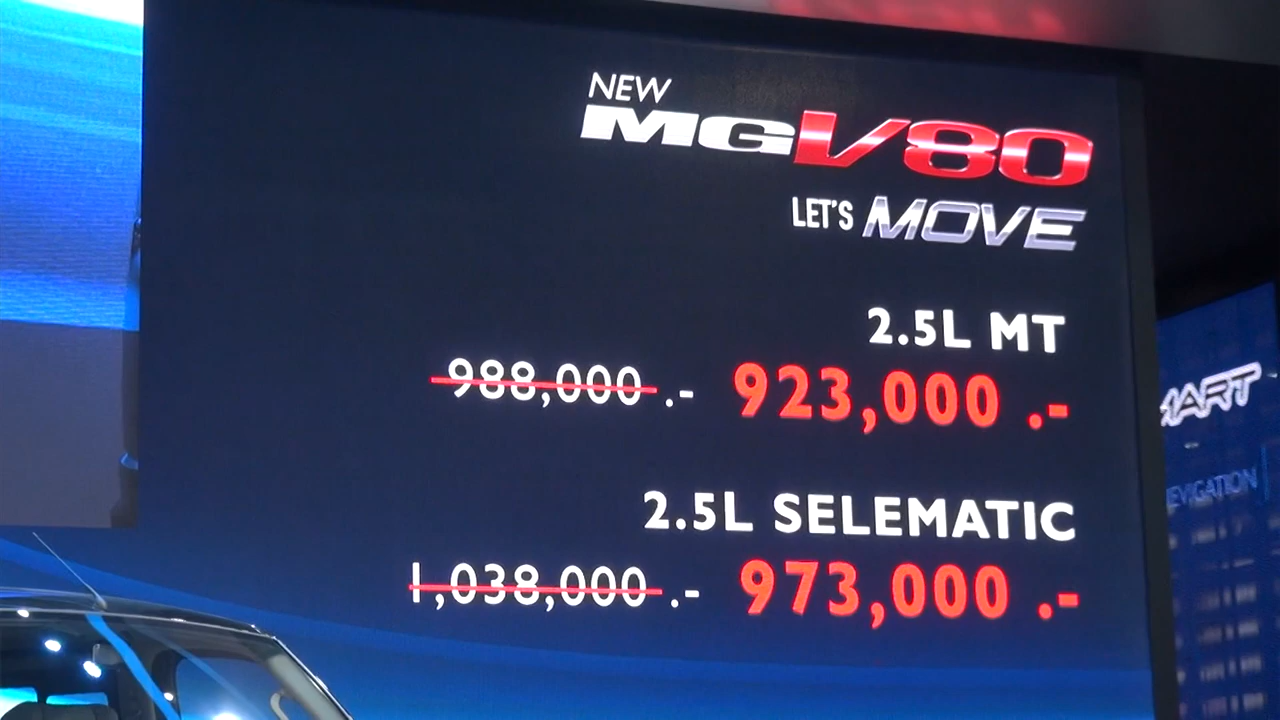 NEW
MGV80
LET'S MOVE
2.5L MT
988,000 .- 923,000 .-
2.5L SELEMATIC
1,038,000 .- 973,000 .-